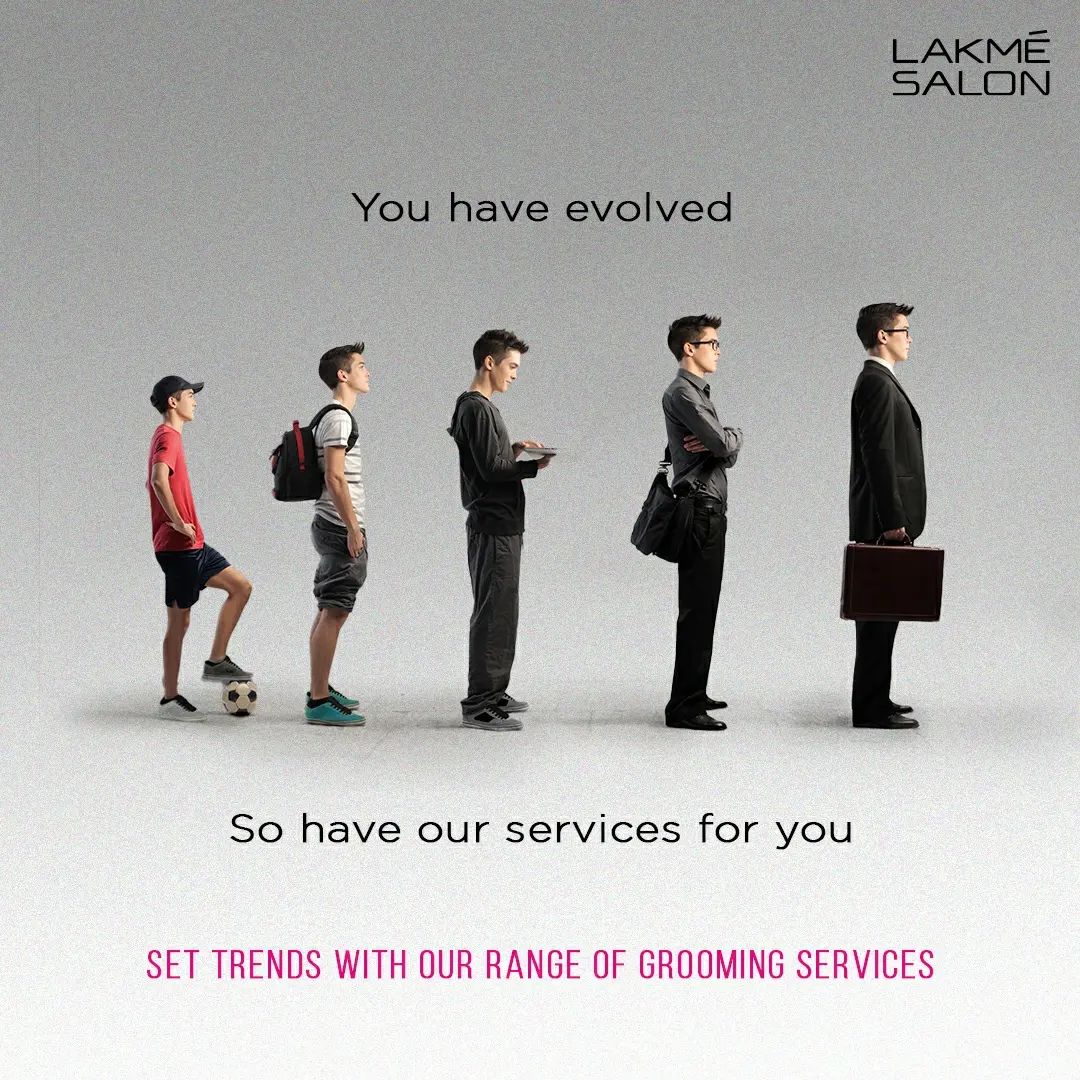 LAKMÉ
SALON
You have evolved
So have our services for you
SET TRENDS WITH OUR RANGE OF GROOMING SERVICES